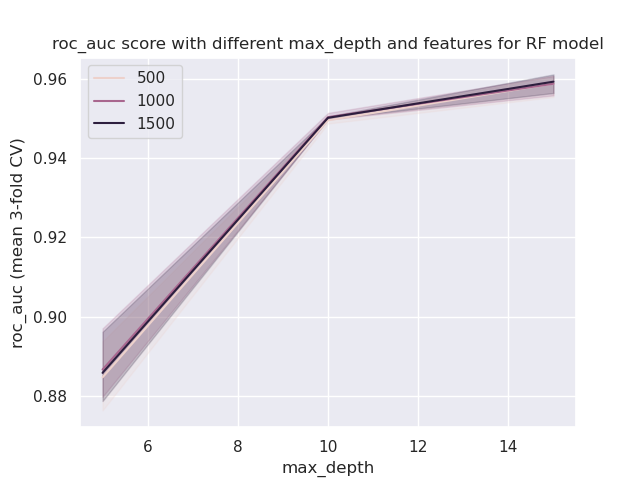 roc_auc score with different max_depth and features for RF model
500
1000
1500
roc_auc (mean 3-fold CV)
0.96
0.94
0.92
0.90
0.88
6 8 10 12 14
max_depth